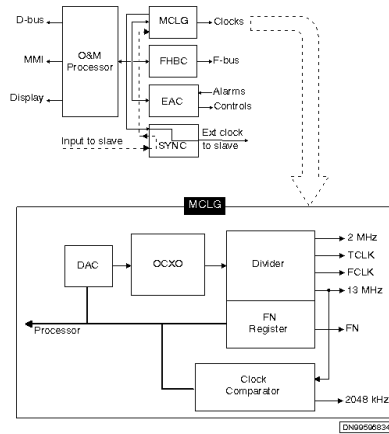 D-bus
MMI
Display
O&M
Processor
MCLG
Clocks
FHBC
F-bus
EAC
Alarms
Controls
Input to slave
SYNC
Ext clock
to slave
MCLG
DAC
OCXO
Divider
2 MHz
TCLK
FCLK
13 MHz
FN
Register
FN
Processor
Clock
Comparator
2048 kHz
DN99596834